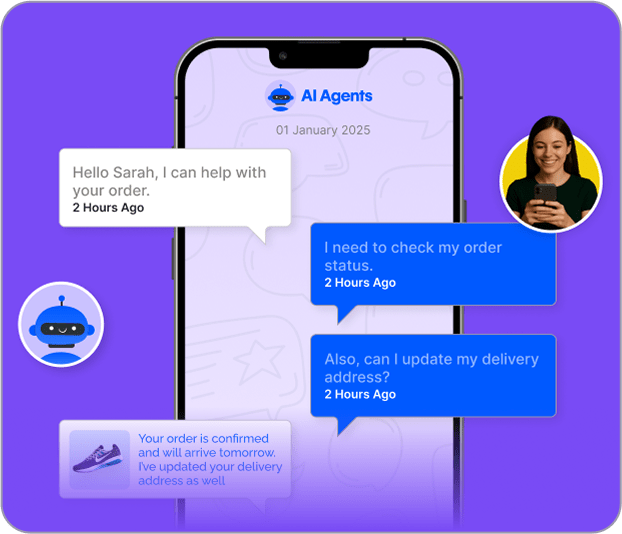 AI Agents
01 January 2025
Hello Sarah, I can help with
your order.
2 Hours Ago
I need to check my order
status.
2 Hours Ago
Also, can I update my delivery
address?
2 Hours Ago
Your order is confirmed
and will arrive tomorrow.
I've updated your delivery
address as well